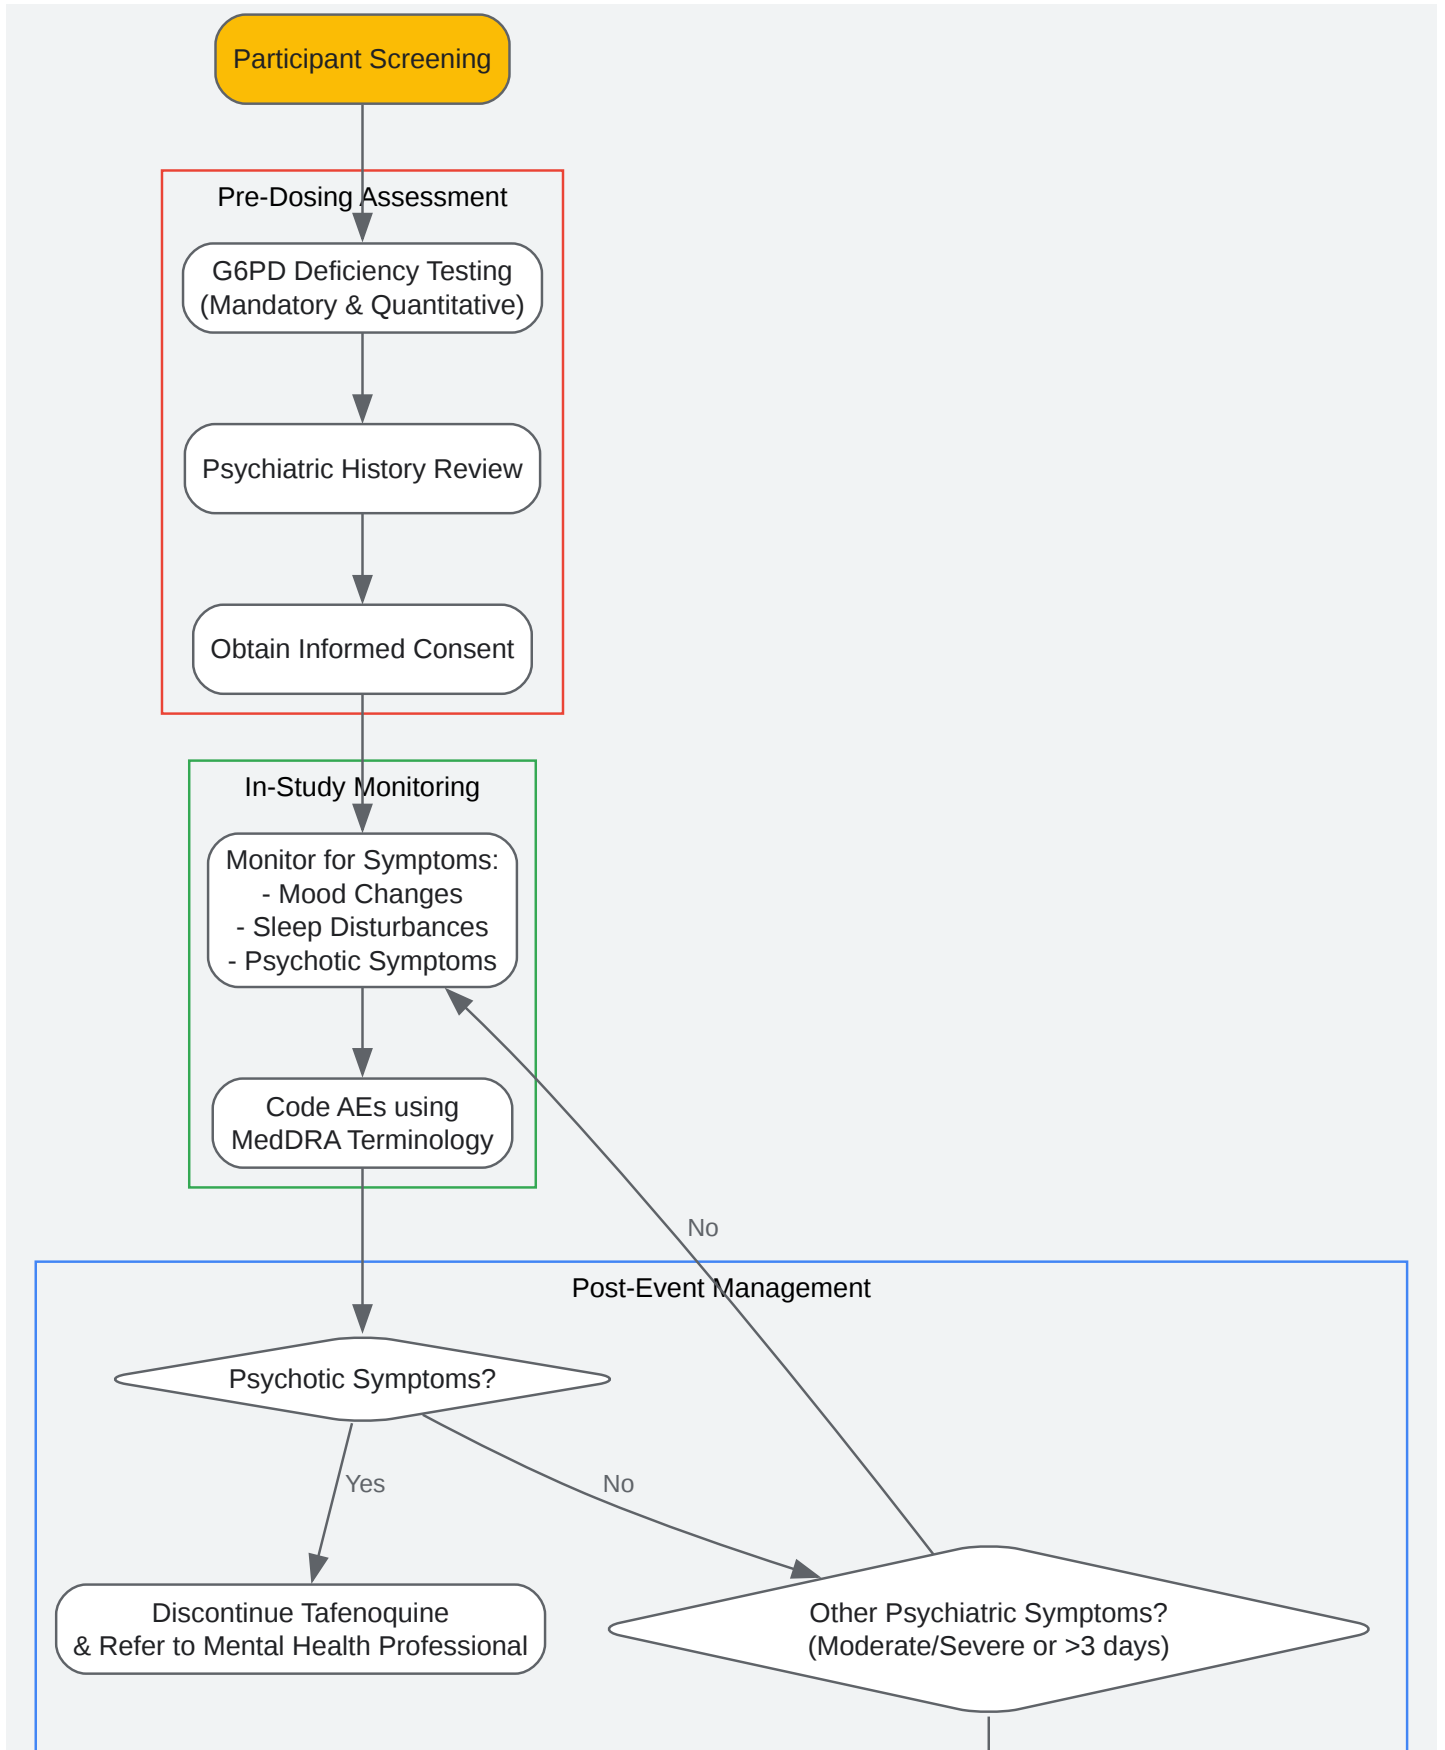 Participant Screening
Pre-Dosing Assessment
G6PD Deficiency Testing
(Mandatory & Quantitative)
Psychiatric History Review
Obtain Informed Consent
In-Study Monitoring
Monitor for Symptoms:
- Mood Changes
- Sleep Disturbances
- Psychotic Symptoms
Code AEs using
MedDRA Terminology
No
Post-Event Management
Psychotic Symptoms?
Yes
No
Discontinue Tafenoquine
& Refer to Mental Health Professional
Other Psychiatric Symptoms?
(Moderate/Severe or >3 days)